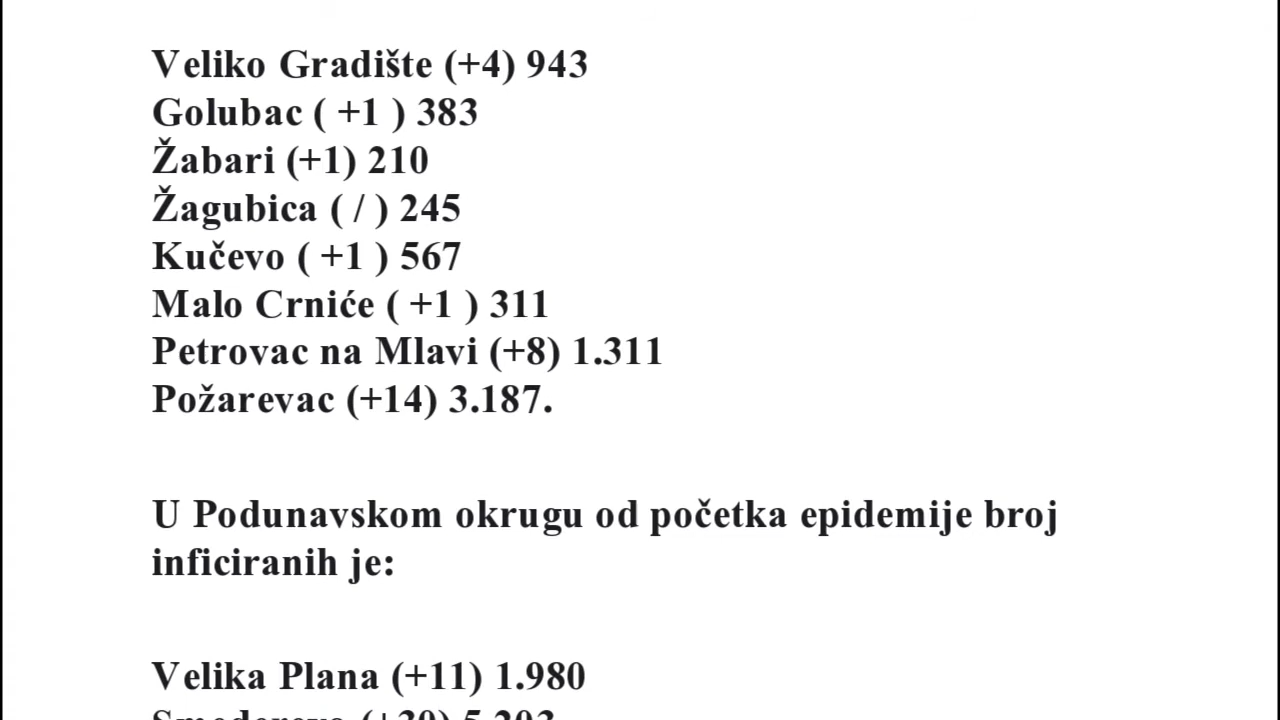 Veliko Gradište (+4) 943
Golubac ( +1 ) 383
Žabari (+1) 210
Žagubica ( / ) 245
Kučevo ( +1 ) 567
Malo Crniće ( +1 ) 311
Petrovac na Mlavi (+8) 1.311
Požarevac (+14) 3.187.
U Podunavskom okrugu od početka epidemije broj
inficiranih je:
Velika Plana (+11) 1.980